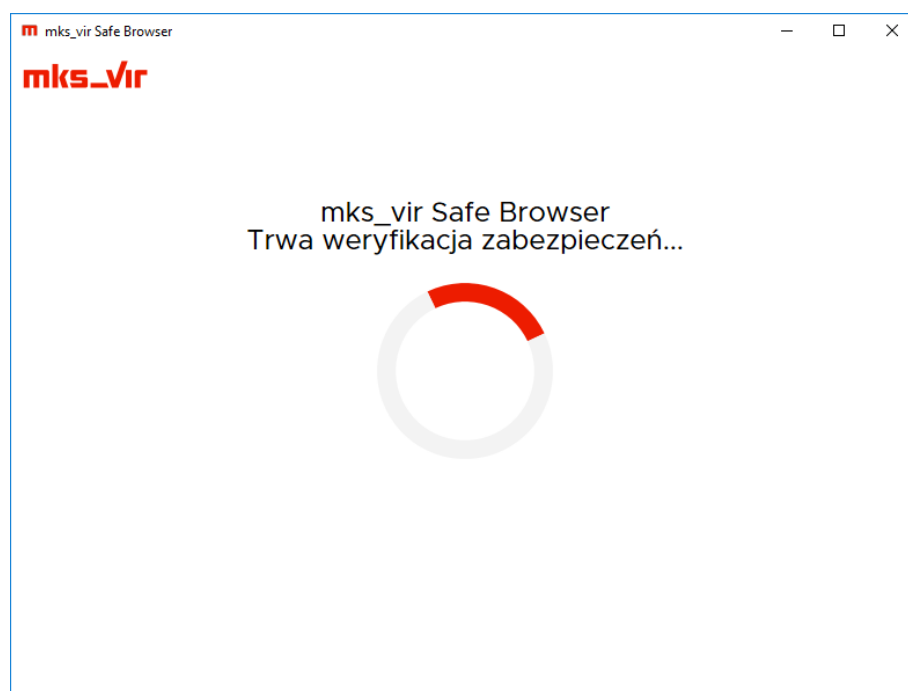 mks_vir Safe Browser
mks_vir
mks_vir Safe Browser
Trwa weryfikacja zabezpieczeń...